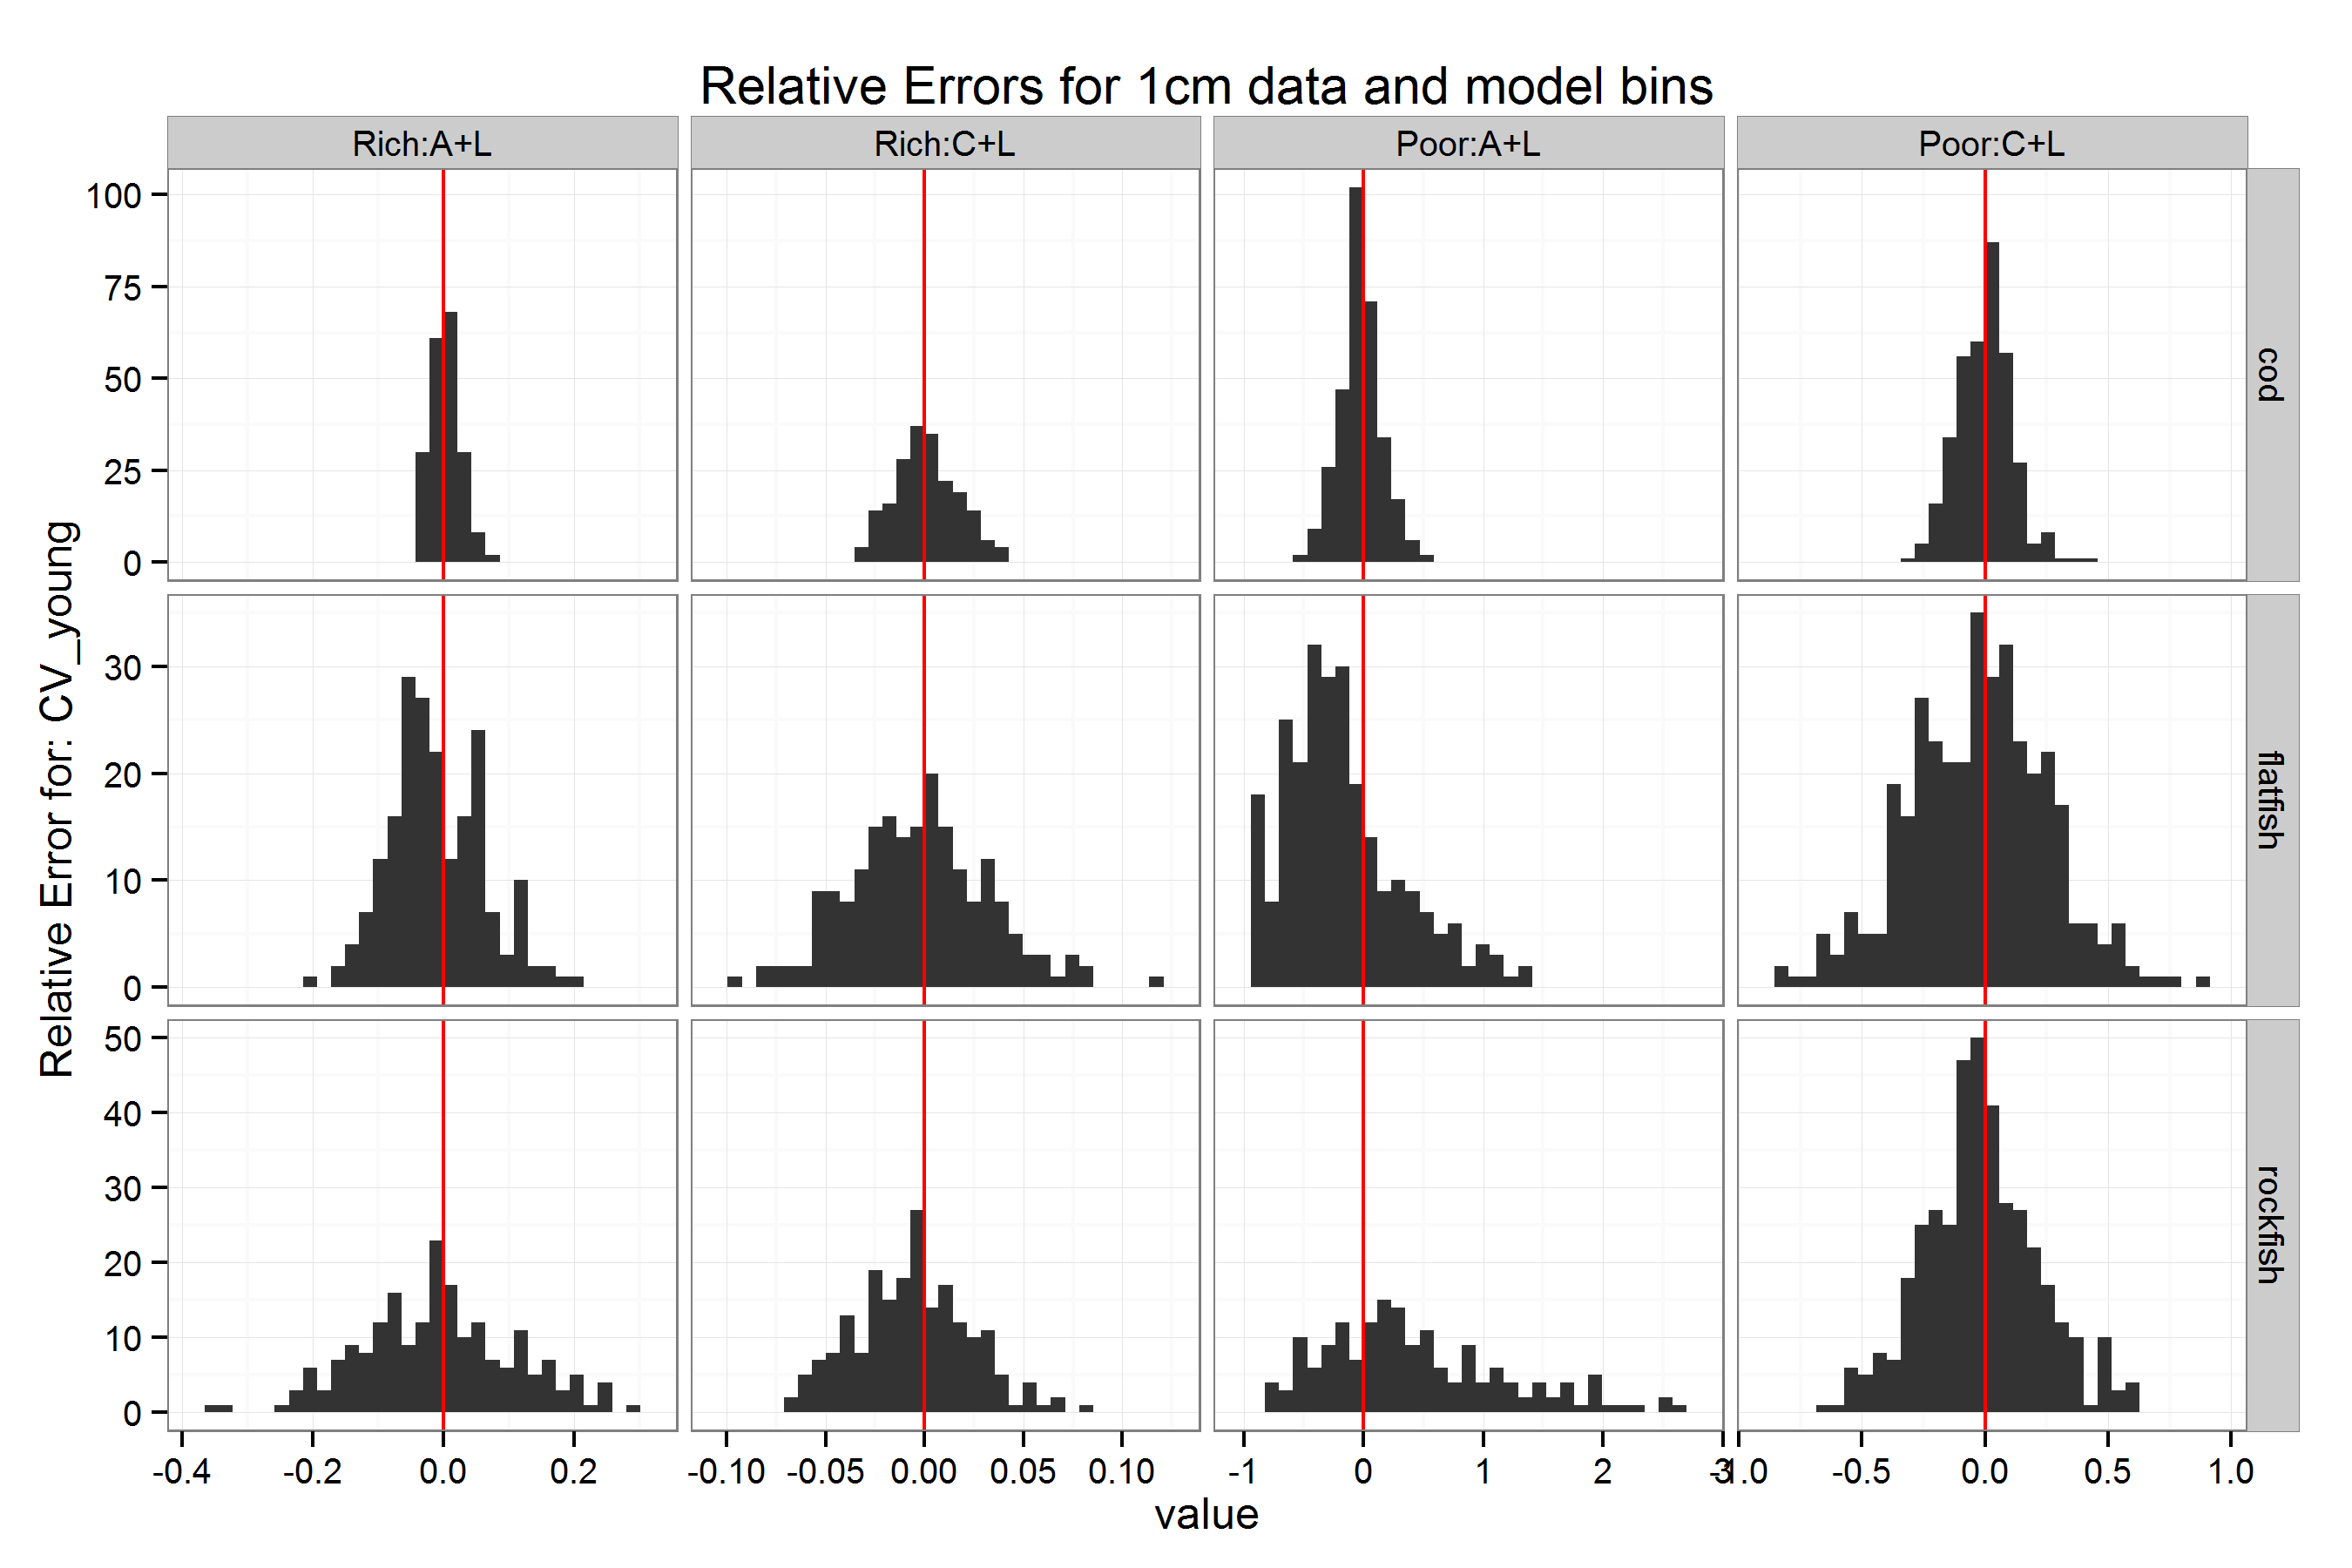 Relative Errors for 1cm data and model bins
Rich:A+L
Rich:C+L
Poor:A+L
Poor:C+L
Relative Error for: CV_young
100
75
50
25
0
cod
30
20
10
0
flatfish
50
40
30
20
10
0
rockfish
-0.4 -0.2 0.0 0.2
-0.10 -0.05 0.00 0.05 0.10
-1 0 1 2 3
-1.0 -0.5 0.0 0.5 1.0
value